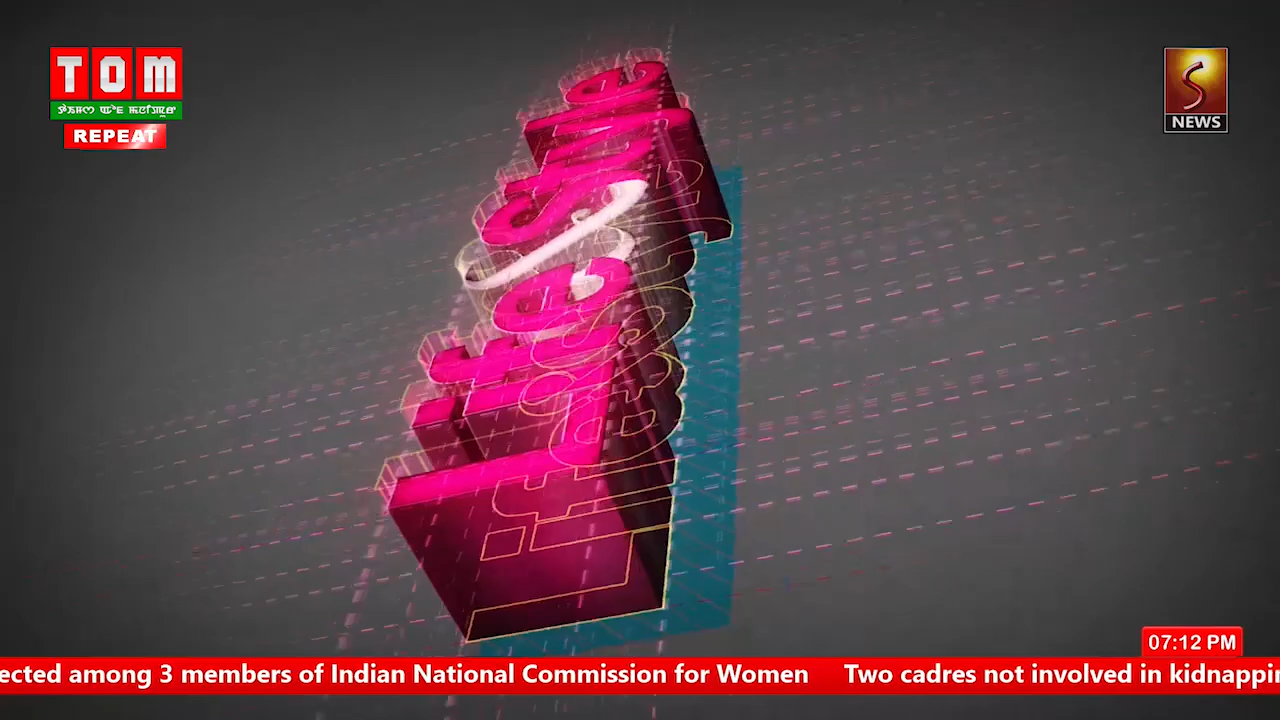 TOM
REPEAT
NEWS
LifeStyle
07:12 PM
ected among 3 members of Indian National Commission for Women Two cadres not involved in kidnappin